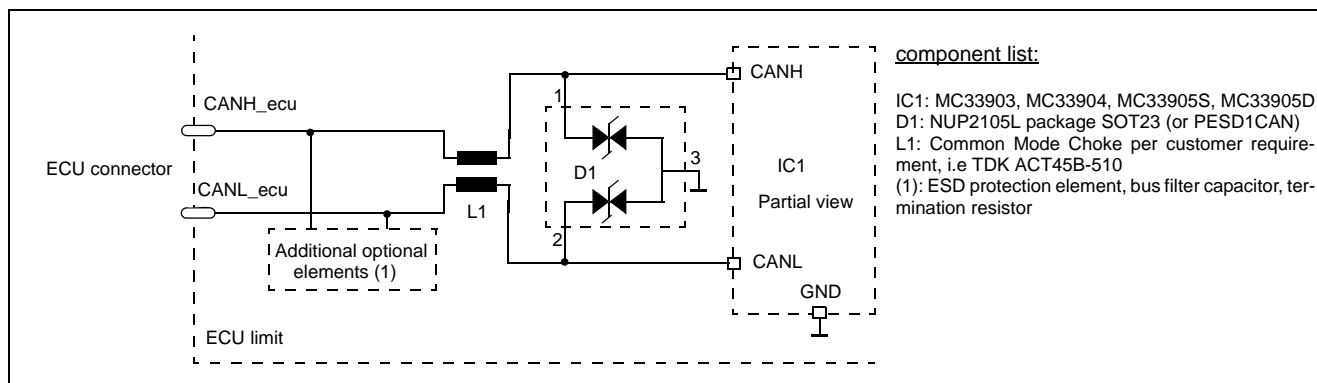 CANH_ecu
ECU connector
CANL_ecu
Additional optional
elements (1)
ECU limit
L1
1
D1
3
2
CANH
IC1
Partial view
CANL
GND
component list:
IC1: MC33903, MC33904, MC33905S, MC33905D
D1: NUP2105L package SOT23 (or PESD1CAN)
L1: Common Mode Choke per customer require-
ment, i.e TDK ACT45B-510
(1): ESD protection element, bus filter capacitor, ter-
mination resistor